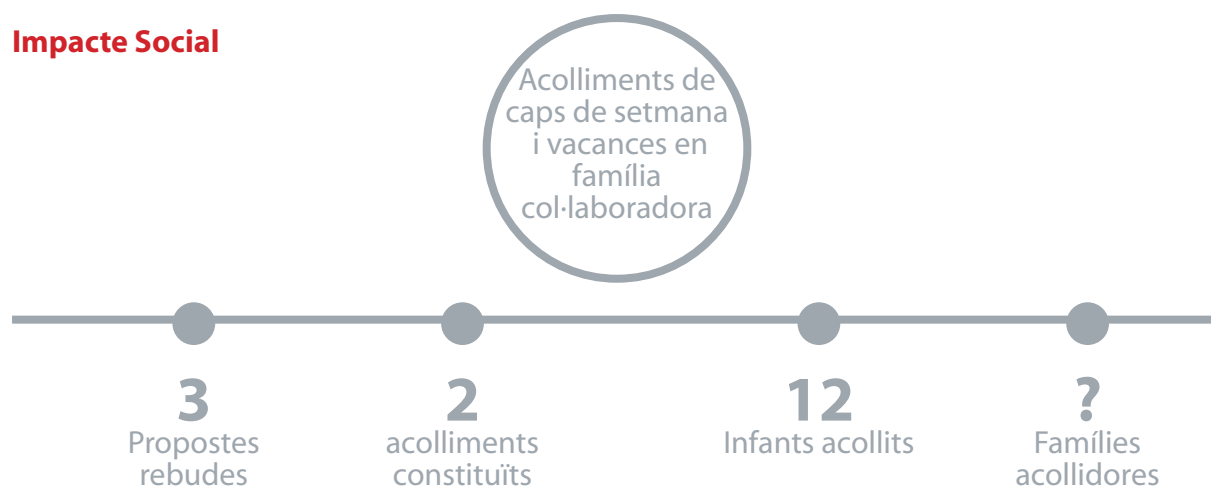 Impacte Social
Acolliments de
caps de setmana
i vacances en
família
col·laboradora
3
Propostes
rebudes
2
acolliments
constituïts
12
Infants acollits
?
Famílies
acollidores